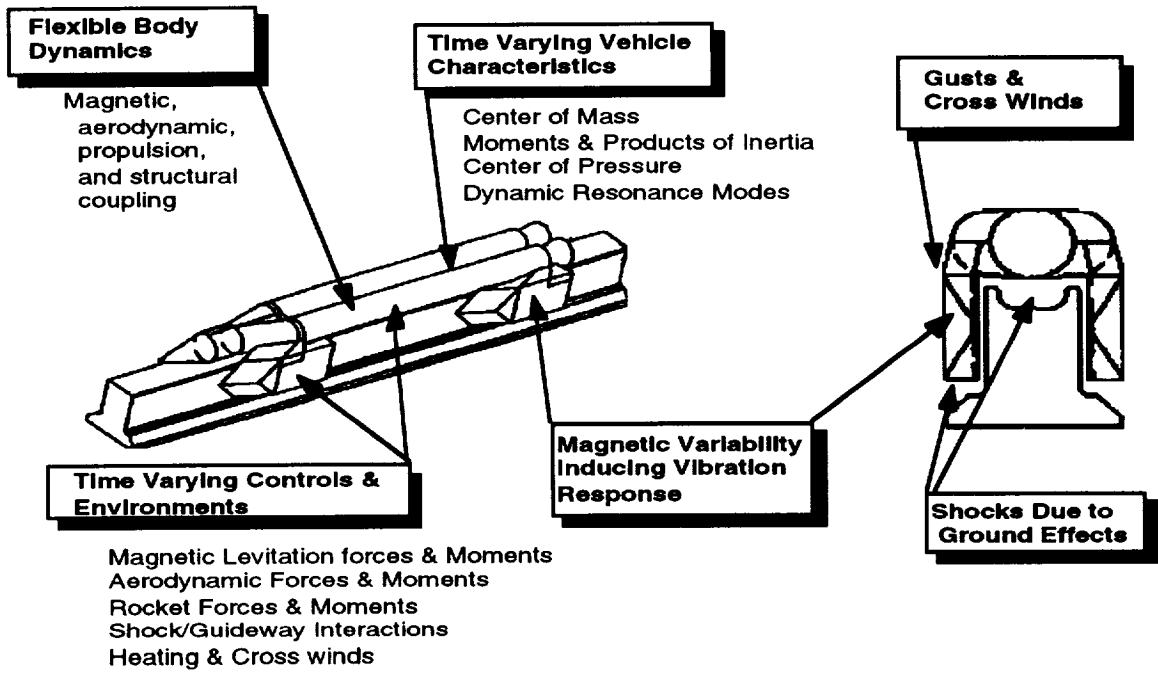 Flexible Body
Dynamics
Magnetic,
aerodynamic,
propulsion,
and structural
coupling
Time Varying Vehicle
Characteristics
Center of Mass
Moments & Products of Inertia
Center of Pressure
Dynamic Resonance Modes
Gusts &
Cross Winds
Time Varying Controls &
Environments
Magnetic Levitation forces & Moments
Aerodynamic Forces & Moments
Rocket Forces & Moments
Shock/Guideway Interactions
Heating & Cross winds
Magnetic Variability
Inducing Vibration
Response
Shocks Due to
Ground Effects